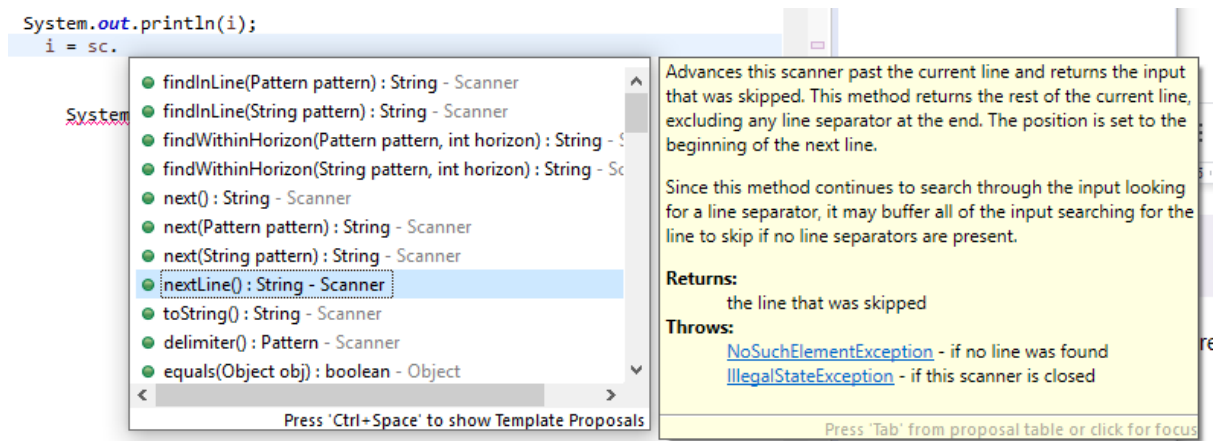 System.out.println(i);
i = sc.
System
findInLine(Pattern pattern) : String - Scanner
findInLine(String pattern) : String - Scanner
findWithinHorizon(Pattern pattern, int horizon) : String -
findWithinHorizon(String pattern, int horizon) : String - Sc
next() : String - Scanner
next(Pattern pattern) : String - Scanner
next(String pattern) : String - Scanner
nextLine() : String - Scanner
toString() : String - Scanner
delimiter() : Pattern - Scanner
equals(Object obj) : boolean - Object
Press 'Ctrl+Space' to show Template Proposals
Advances this scanner past the current line and returns the input
that was skipped. This method returns the rest of the current line,
excluding any line separator at the end. The position is set to the
beginning of the next line.
Since this method continues to search through the input looking
for a line separator, it may buffer all of the input searching for the
line to skip if no line separators are present.
Returns:
the line that was skipped
Throws:
NoSuchElementException - if no line was found
IllegalStateException - if this scanner is closed
Press 'Tab' from proposal table or click for focus